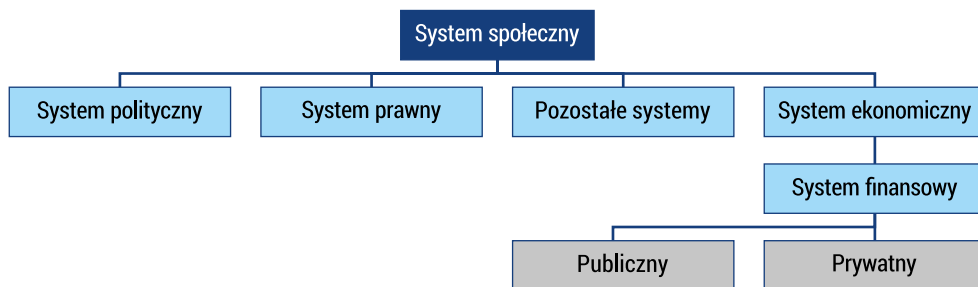 System społeczny
System polityczny
System prawny
Pozostałe systemy
System ekonomiczny
System finansowy
Publiczny
Prywatny